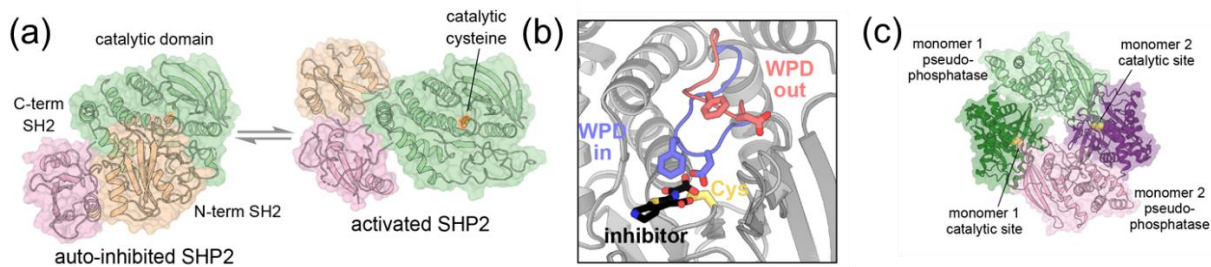 (a)
catalytic domain
catalytic
cysteine
C-term
SH2
N-term SH2
auto-inhibited SHP2
activated SHP2
(b)
WPD
out
WPD
in
Cys
inhibitor
(c)
monomer 1
pseudo-
phosphatase
monomer 2
catalytic site
monomer 1
catalytic site
monomer 2
pseudo-
phosphatase